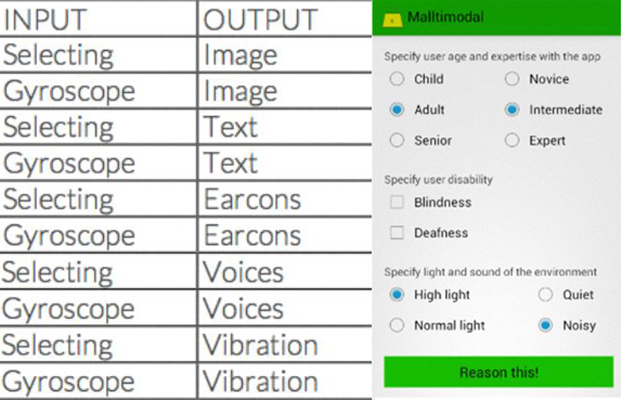 INPUT OUTPUT
Selecting Image
Gyroscope Image
Selecting Text
Gyroscope Text
Selecting Earcons
Gyroscope Earcons
Selecting Voices
Gyroscope Voices
Selecting Vibration
Gyroscope Vibration
Malltimodal
Specify user age and expertise with the app
Child Novice
Adult Intermediate
Senior Expert
Specify user disability
Blindness
Deafness
Specify light and sound of the environment
High light Quiet
Normal light Noisy
Reason this!